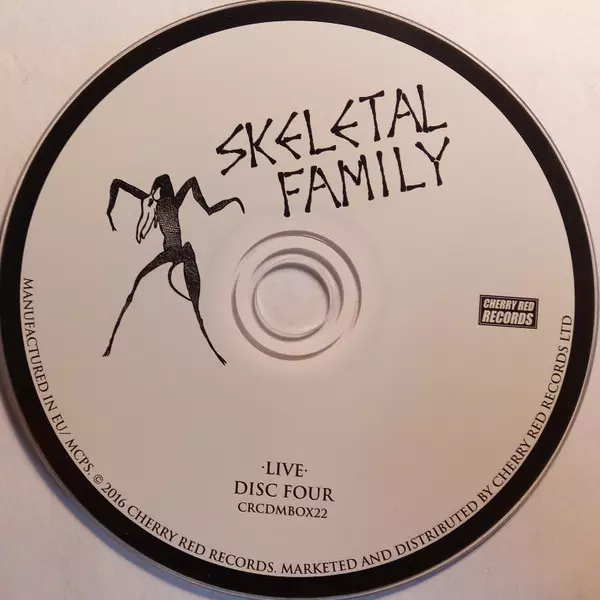 SKELETAL
FAMILY
CHERRY RED
RECORDS
·LIVE·
DISC FOUR
CRCDMBOX22
MANUFACTURED IN EU/ MCPS. © 2016 CHERRY RED RECORDS. MARKETED AND DISTRIBUTED BY CHERRY RED RECORDS LTD